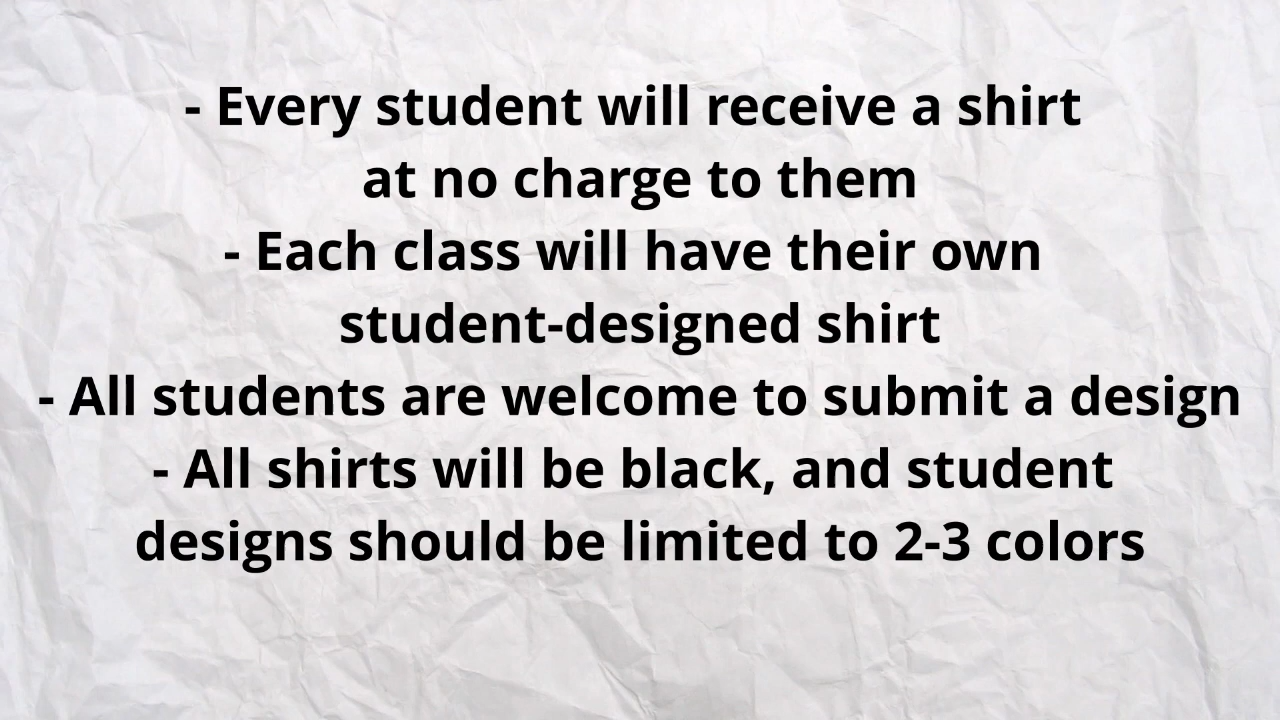 - Every student will receive a shirt
at no charge to them
- Each class will have their own
student-designed shirt
- All students are welcome to submit a design
- All shirts will be black, and student
designs should be limited to 2-3 colors